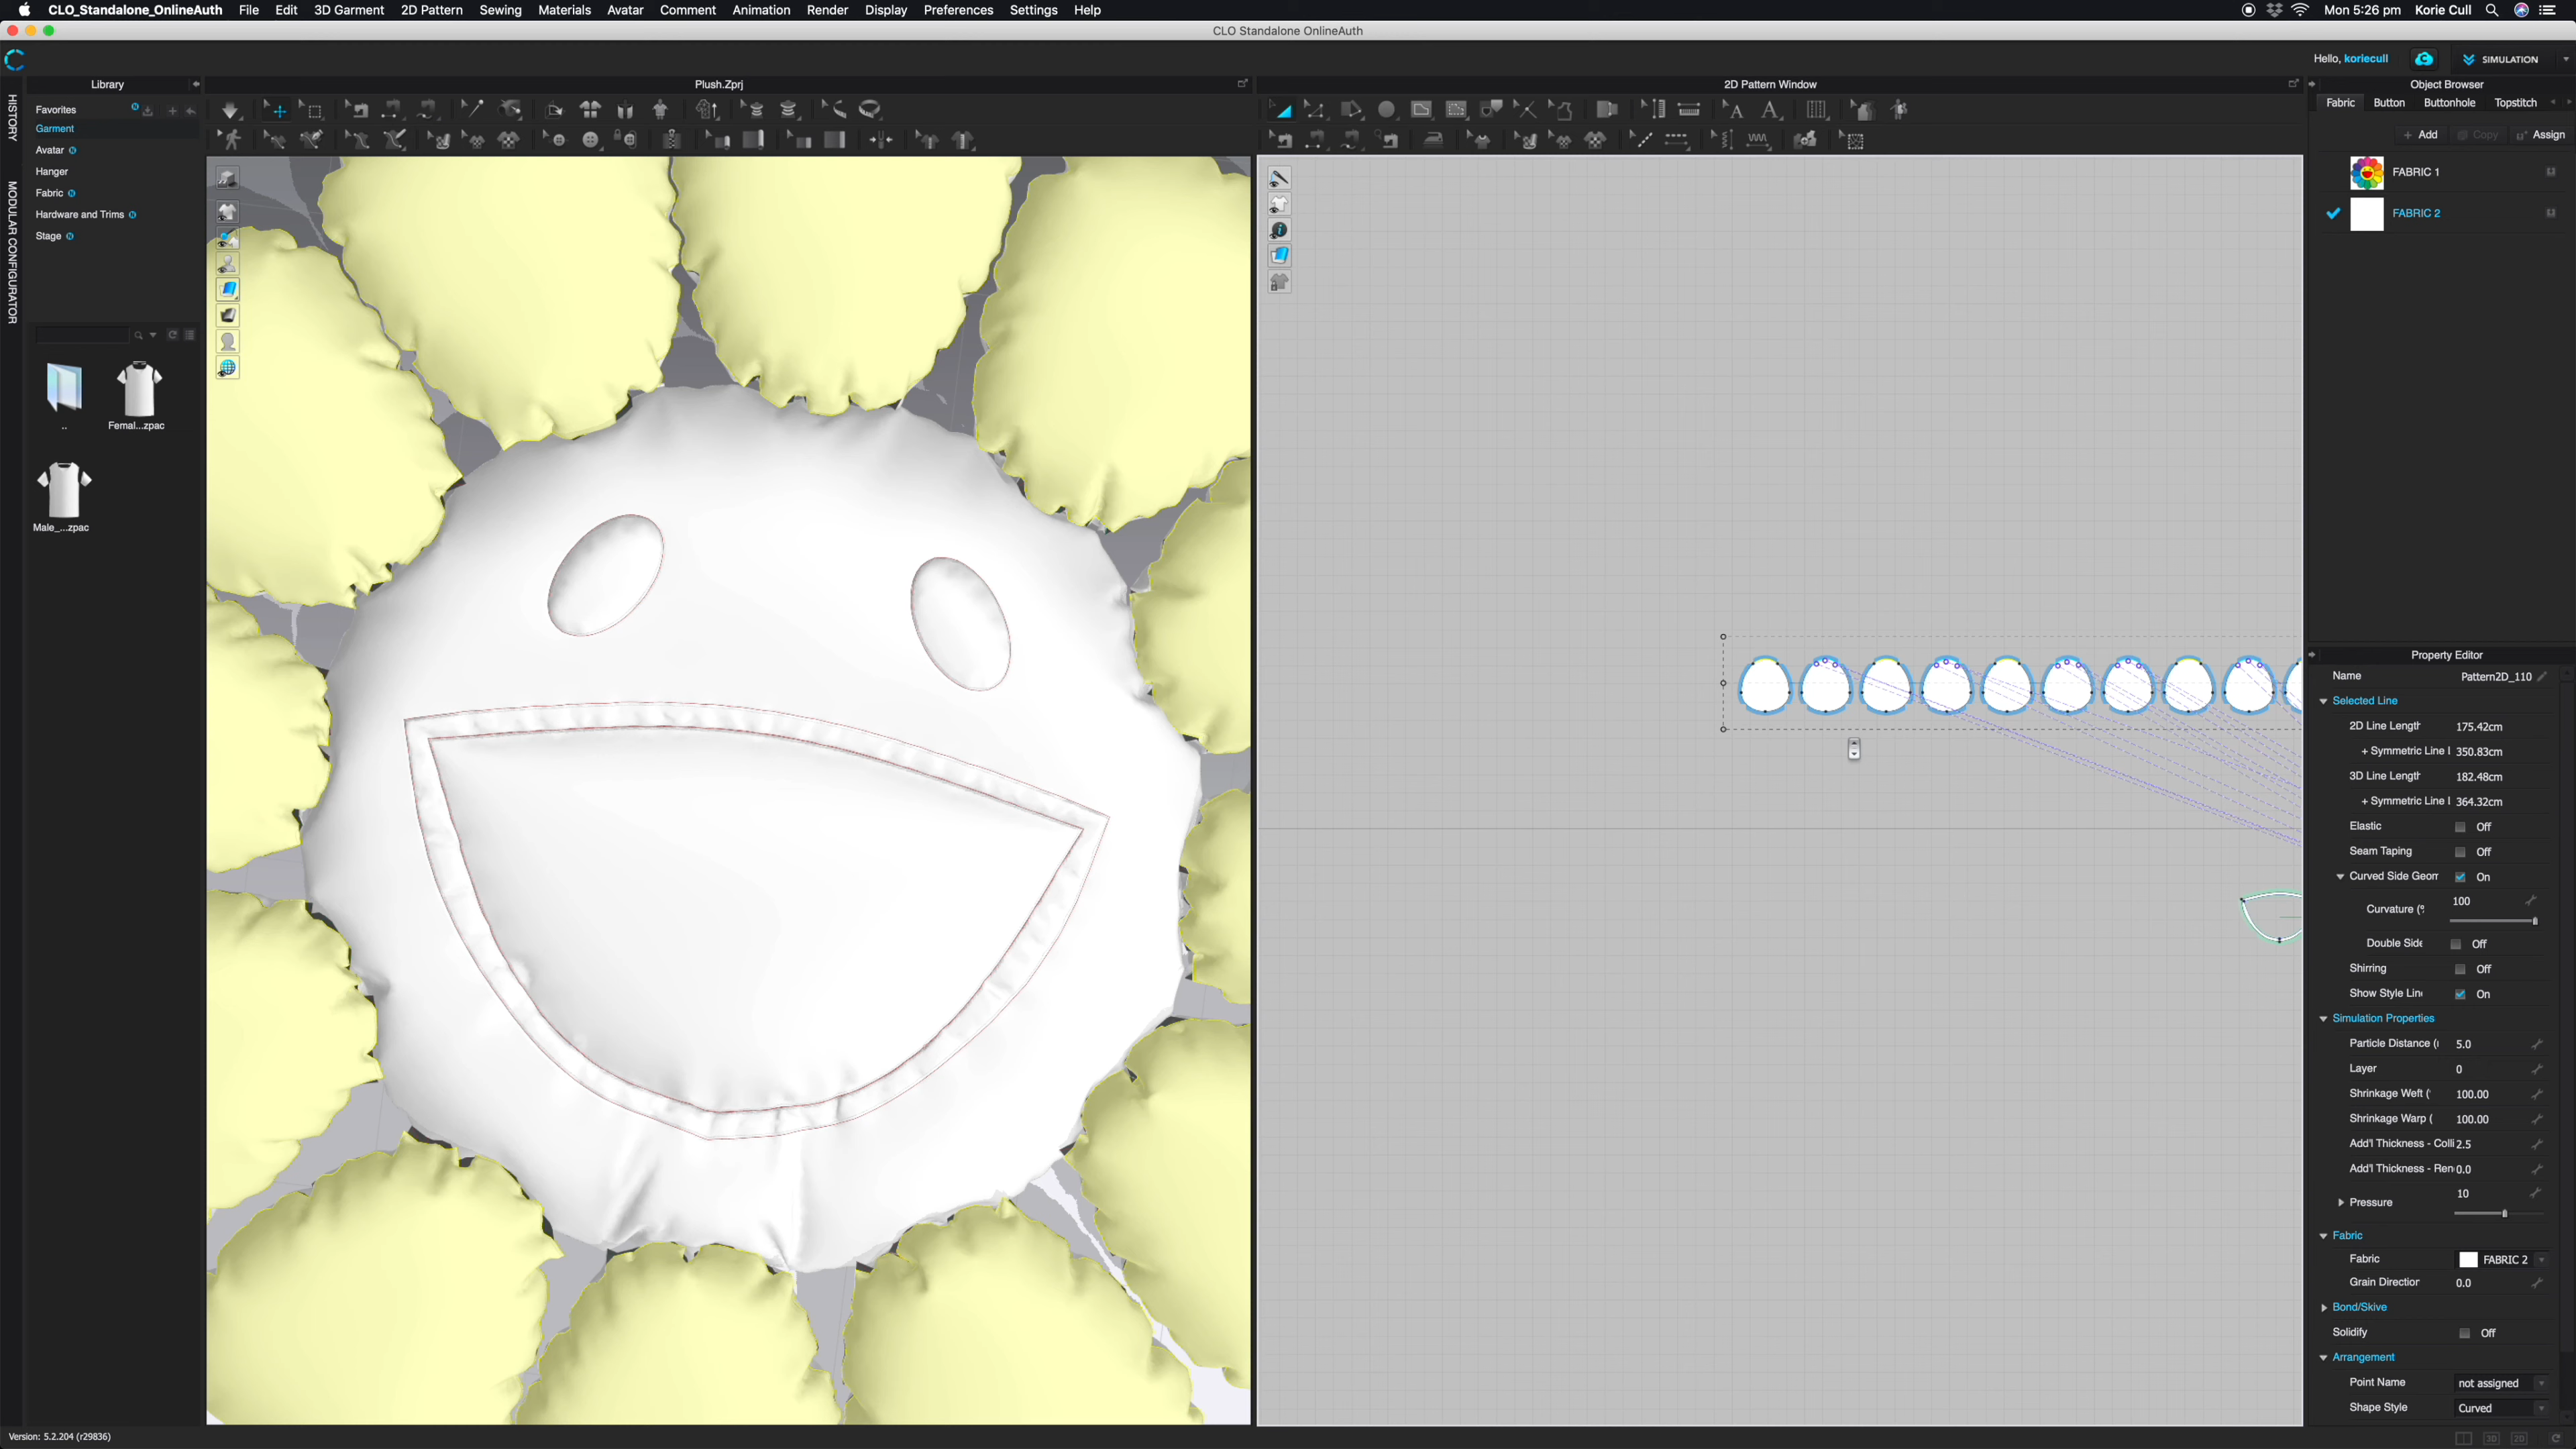 CLO_Standalone_OnlineAuth File Edit 3D Garment 2D Pattern Sewing Materials Avatar Comment Animation Render Display Preferences Settings Help Mon 5:26 pm Korie Cull
CLO Standalone OnlineAuth
Hello, koriecull SIMULATION
Library Plush.Zprj 2D Pattern Window Object Browser
HISTORY
MODULAR CONFIGURATOR
Favorites
Garment
Avatar
Hanger
Fabric
Hardware and Trims
Stage
..
Femal...zpac
Male_...zpac
Fabric Button Buttonhole Topstitch
+ Add Copy Assign
FABRIC 1
FABRIC 2
Property Editor
Name Pattern2D_110
Selected Line
2D Line Length 175.42cm
+ Symmetric Line l 350.83cm
3D Line Length 182.48cm
+ Symmetric Line l 364.32cm
Elastic Off
Seam Taping Off
Curved Side Geom On
Curvature (% 100
Double Side Off
Shirring Off
Show Style Line On
Simulation Properties
Particle Distance ( 5.0
Layer 0
Shrinkage Weft ( 100.00
Shrinkage Warp ( 100.00
Add'l Thickness - Colli 2.5
Add'l Thickness - Ren 0.0
Pressure 10
Fabric
Fabric FABRIC 2
Grain Direction 0.0
Bond/Skive
Solidify Off
Arrangement
Point Name not assigned
Shape Style Curved
Version: 5.2.204 (r29836)
3D 2D